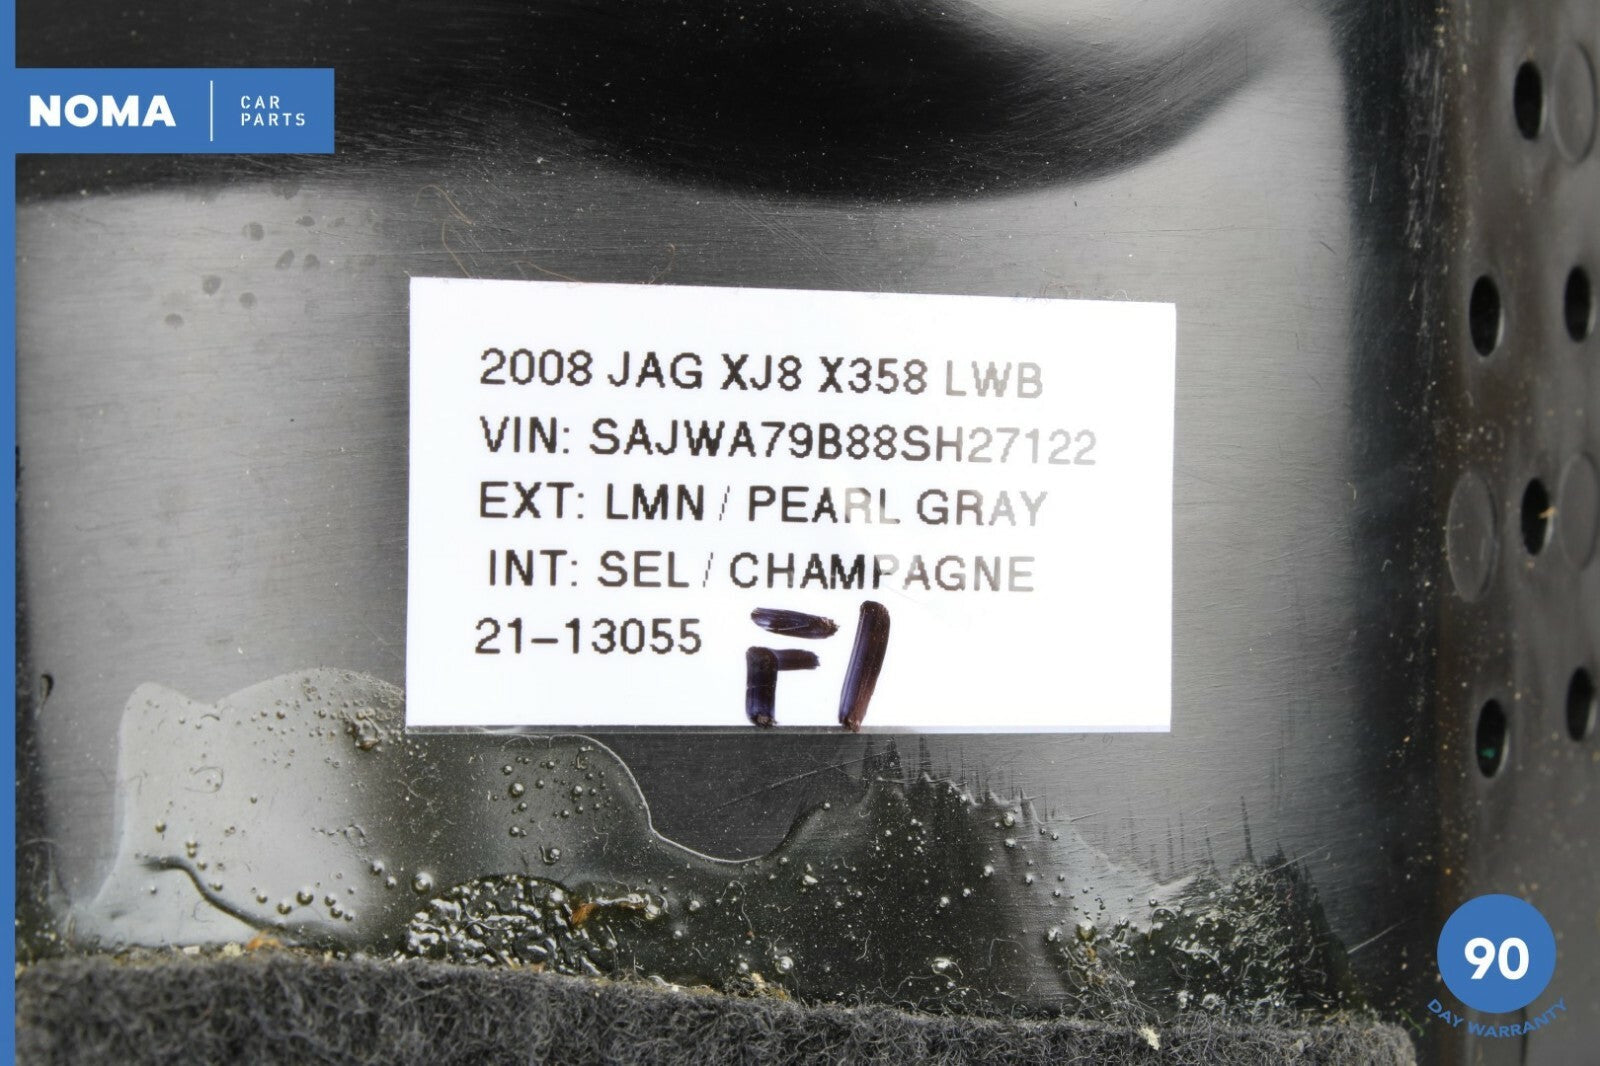 NOMA
CAR
PARTS
2008 JAG XJ8 X358 LWB
VIN: SAJWA79B88SH27122
EXT: LMN / PEARL GRAY
INT: SEL / CHAMPAGNE
21-13055
F1
90
DAY WARRANTY